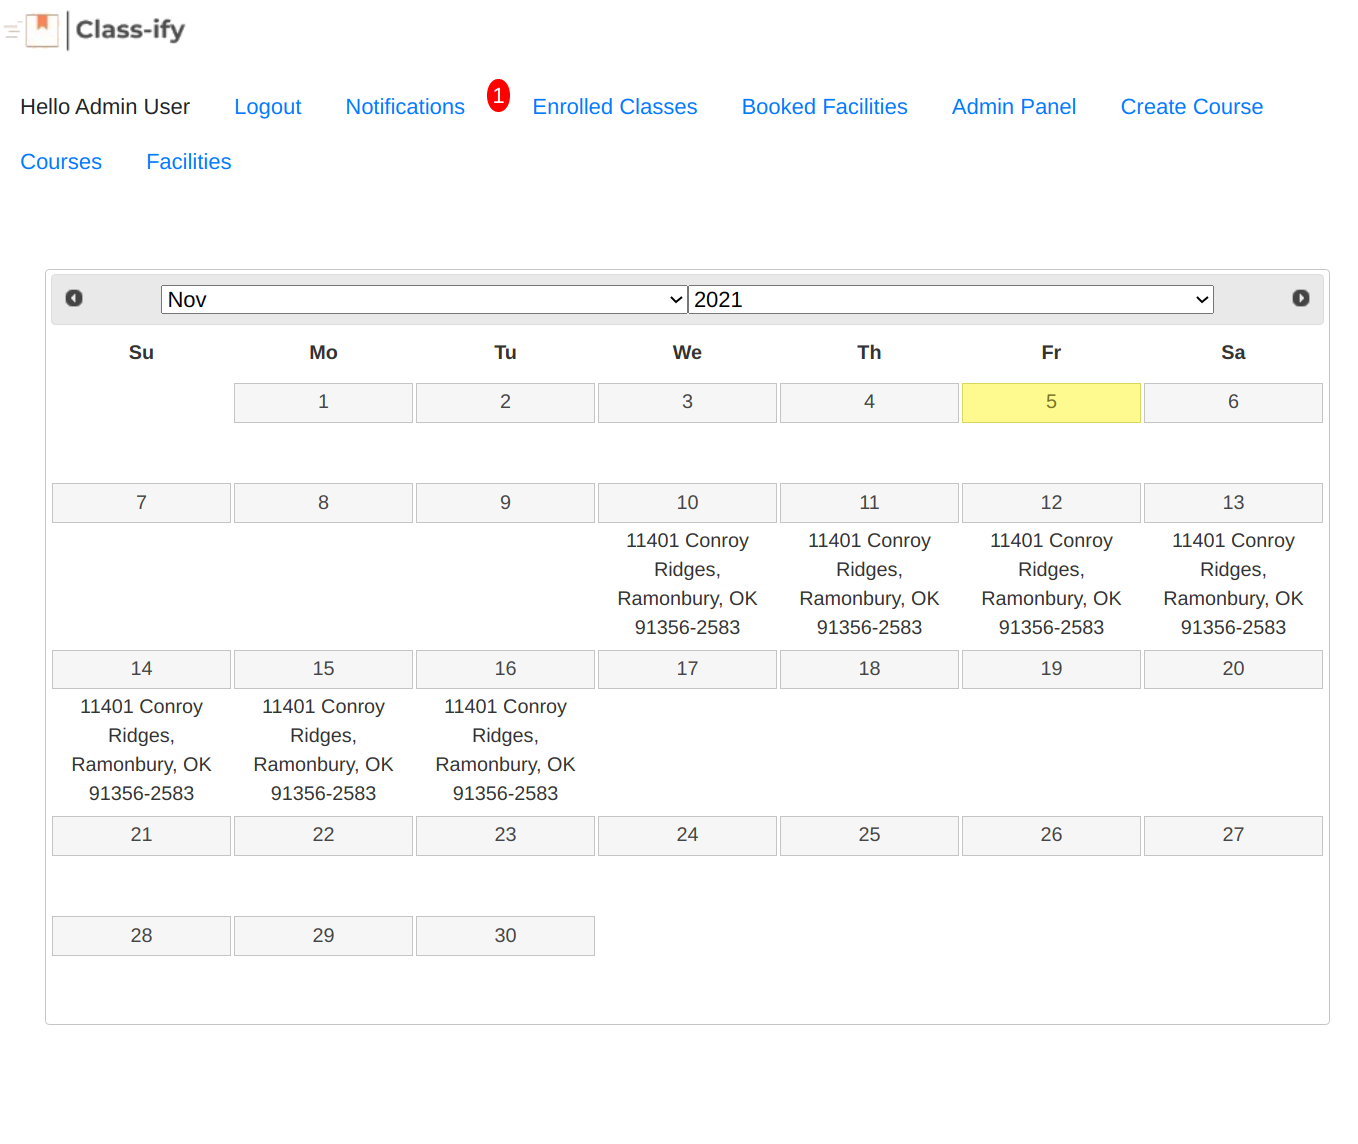 Class-ify
Hello Admin User Logout Notifications 1 Enrolled Classes Booked Facilities Admin Panel Create Course
Courses Facilities
Nov 2021
Su Mo Tu We Th Fr Sa
1 2 3 4 5 6
7 8 9 10 11 12 13
11401 Conroy 11401 Conroy 11401 Conroy 11401 Conroy
Ridges, Ridges, Ridges, Ridges,
Ramonbury, OK Ramonbury, OK Ramonbury, OK Ramonbury, OK
91356-2583 91356-2583 91356-2583 91356-2583
14 15 16 17 18 19 20
11401 Conroy 11401 Conroy 11401 Conroy
Ridges, Ridges, Ridges,
Ramonbury, OK Ramonbury, OK Ramonbury, OK
91356-2583 91356-2583 91356-2583
21 22 23 24 25 26 27
28 29 30